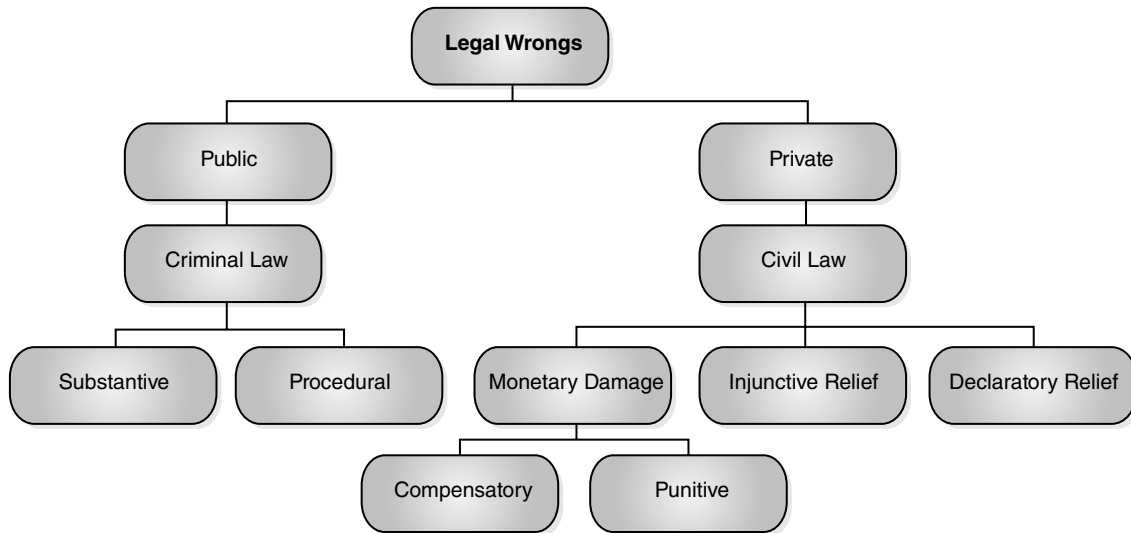 Legal Wrongs
Public
Private
Criminal Law
Civil Law
Substantive
Procedural
Monetary Damage
Injunctive Relief
Declaratory Relief
Compensatory
Punitive